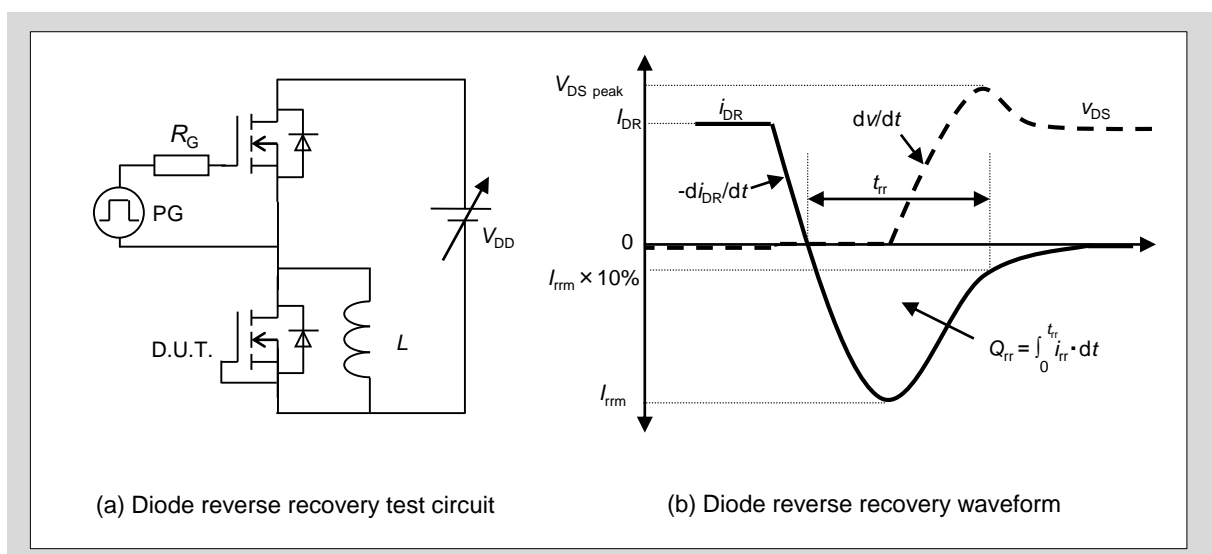 R_G
PG
V_DD
D.U.T.
L
(a) Diode reverse recovery test circuit
V_DS peak
I_DR
i_DR
dv/dt
v_DS
-di_DR/dt
t_rr
0
I_rrm × 10%
Q_rr = ∫_0^t_rr i_rr · dt
I_rrm
(b) Diode reverse recovery waveform